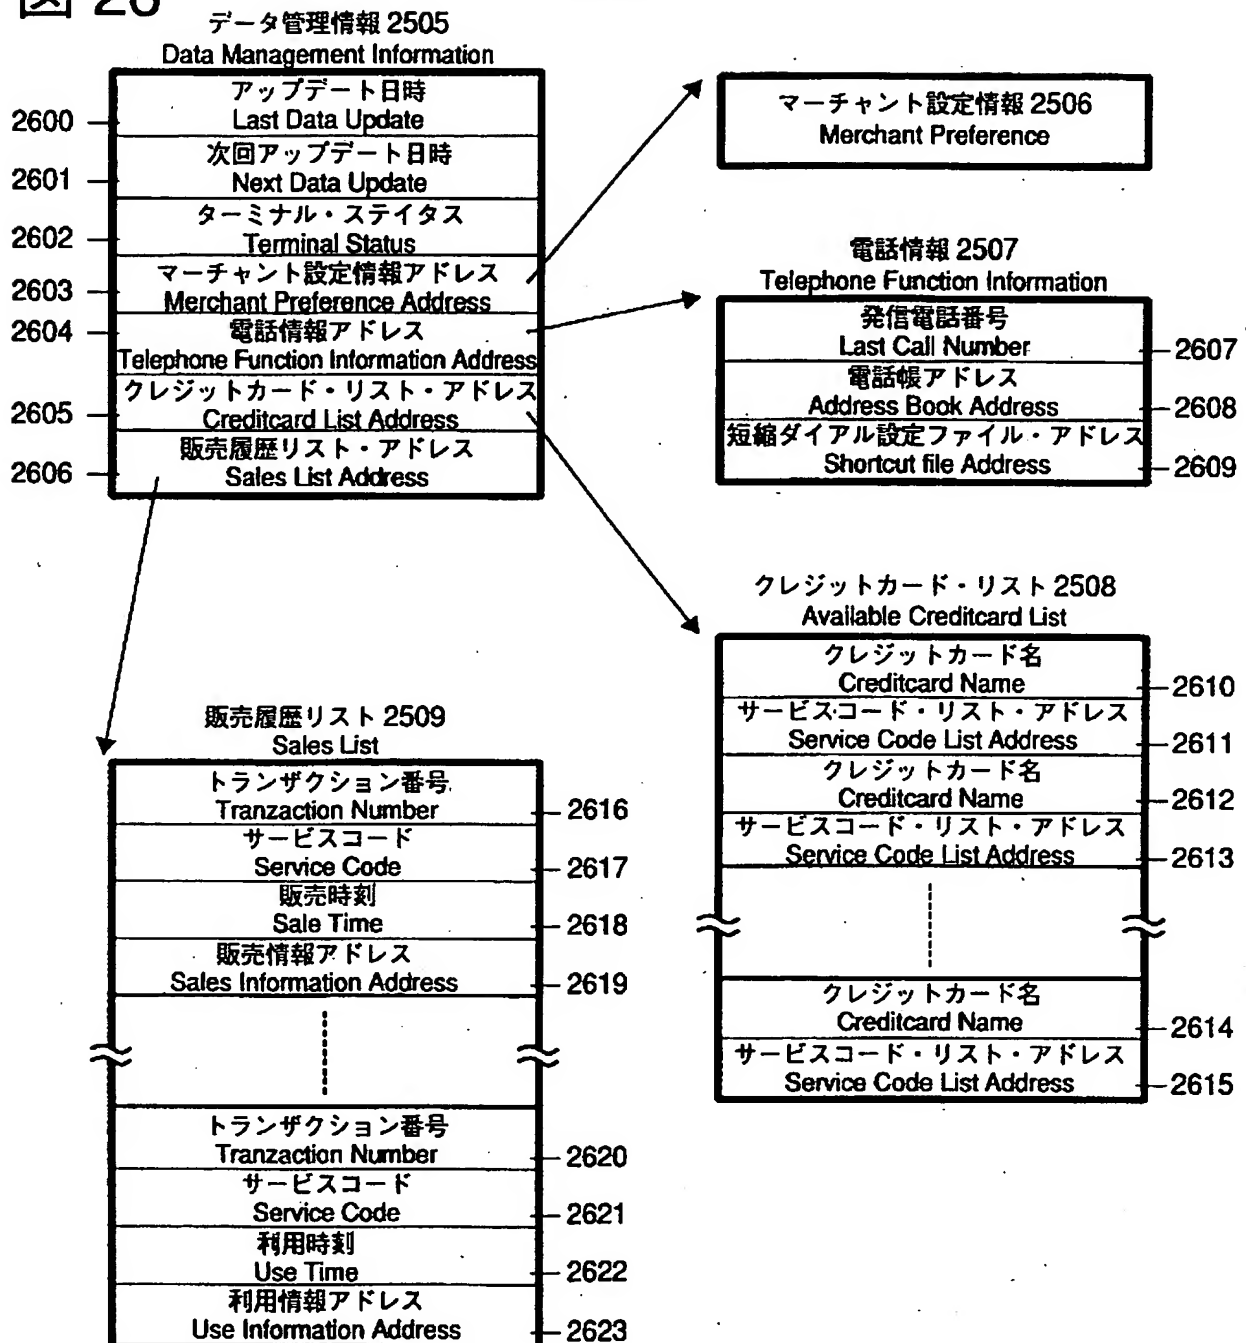 図 26
データ管理情報 2505
Data Management Information
アップデート日時
Last Data Update
2600
次回アップデート日時
Next Data Update
2601
ターミナル・ステイタス
Terminal Status
2602
マーチャント設定情報アドレス
Merchant Preference Address
2603
電話情報アドレス
Telephone Function Information Address
2604
クレジットカード・リスト・アドレス
Creditcard List Address
2605
販売履歴リスト・アドレス
Sales List Address
2606
マーチャント設定情報 2506
Merchant Preference
電話情報 2507
Telephone Function Information
発信電話番号
Last Call Number
2607
電話帳アドレス
Address Book Address
2608
短縮ダイアル設定ファイル・アドレス
Shortcut file Address
2609
クレジットカード・リスト 2508
Available Creditcard List
クレジットカード名
Creditcard Name
2610
サービスコード・リスト・アドレス
Service Code List Address
2611
クレジットカード名
Creditcard Name
2612
サービスコード・リスト・アドレス
Service Code List Address
2613
クレジットカード名
Creditcard Name
2614
サービスコード・リスト・アドレス
Service Code List Address
2615
販売履歴リスト 2509
Sales List
トランザクション番号
Tranzaction Number
2616
サービスコード
Service Code
2617
販売時刻
Sale Time
2618
販売情報アドレス
Sales Information Address
2619
トランザクション番号
Tranzaction Number
2620
サービスコード
Service Code
2621
利用時刻
Use Time
2622
利用情報アドレス
Use Information Address
2623